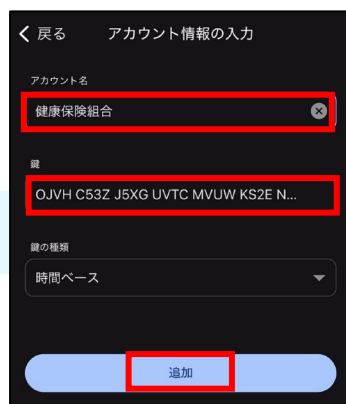 戻る アカウント情報の入力
アカウント名
健康保険組合
鍵
OJVH C53Z J5XG UVTC MVUW KS2E N...
鍵の種類
時間ベース
追加